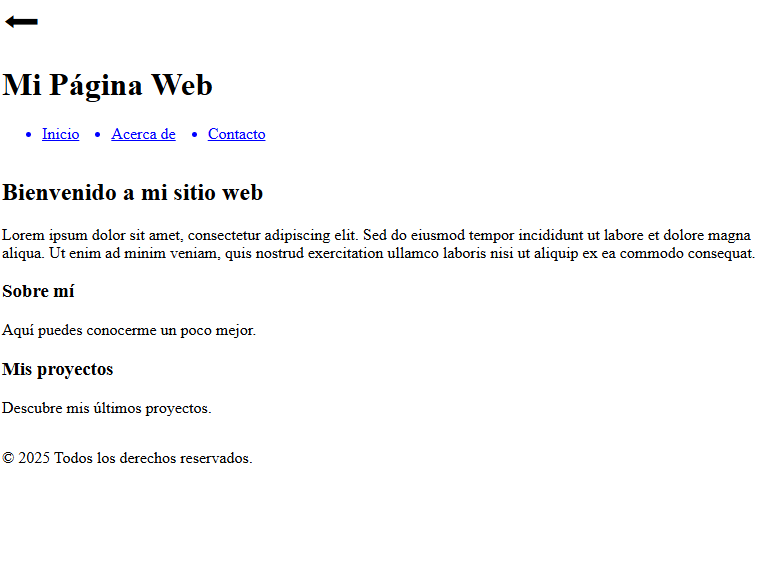 Mi Página Web
Inicio Acerca de Contacto
Bienvenido a mi sitio web
Lorem ipsum dolor sit amet, consectetur adipiscing elit. Sed do eiusmod tempor incididunt ut labore et dolore magna
aliqua. Ut enim ad minim veniam, quis nostrud exercitation ullamco laboris nisi ut aliquip ex ea commodo consequat.
Sobre mí
Aquí puedes conocerme un poco mejor.
Mis proyectos
Descubre mis últimos proyectos.
© 2025 Todos los derechos reservados.